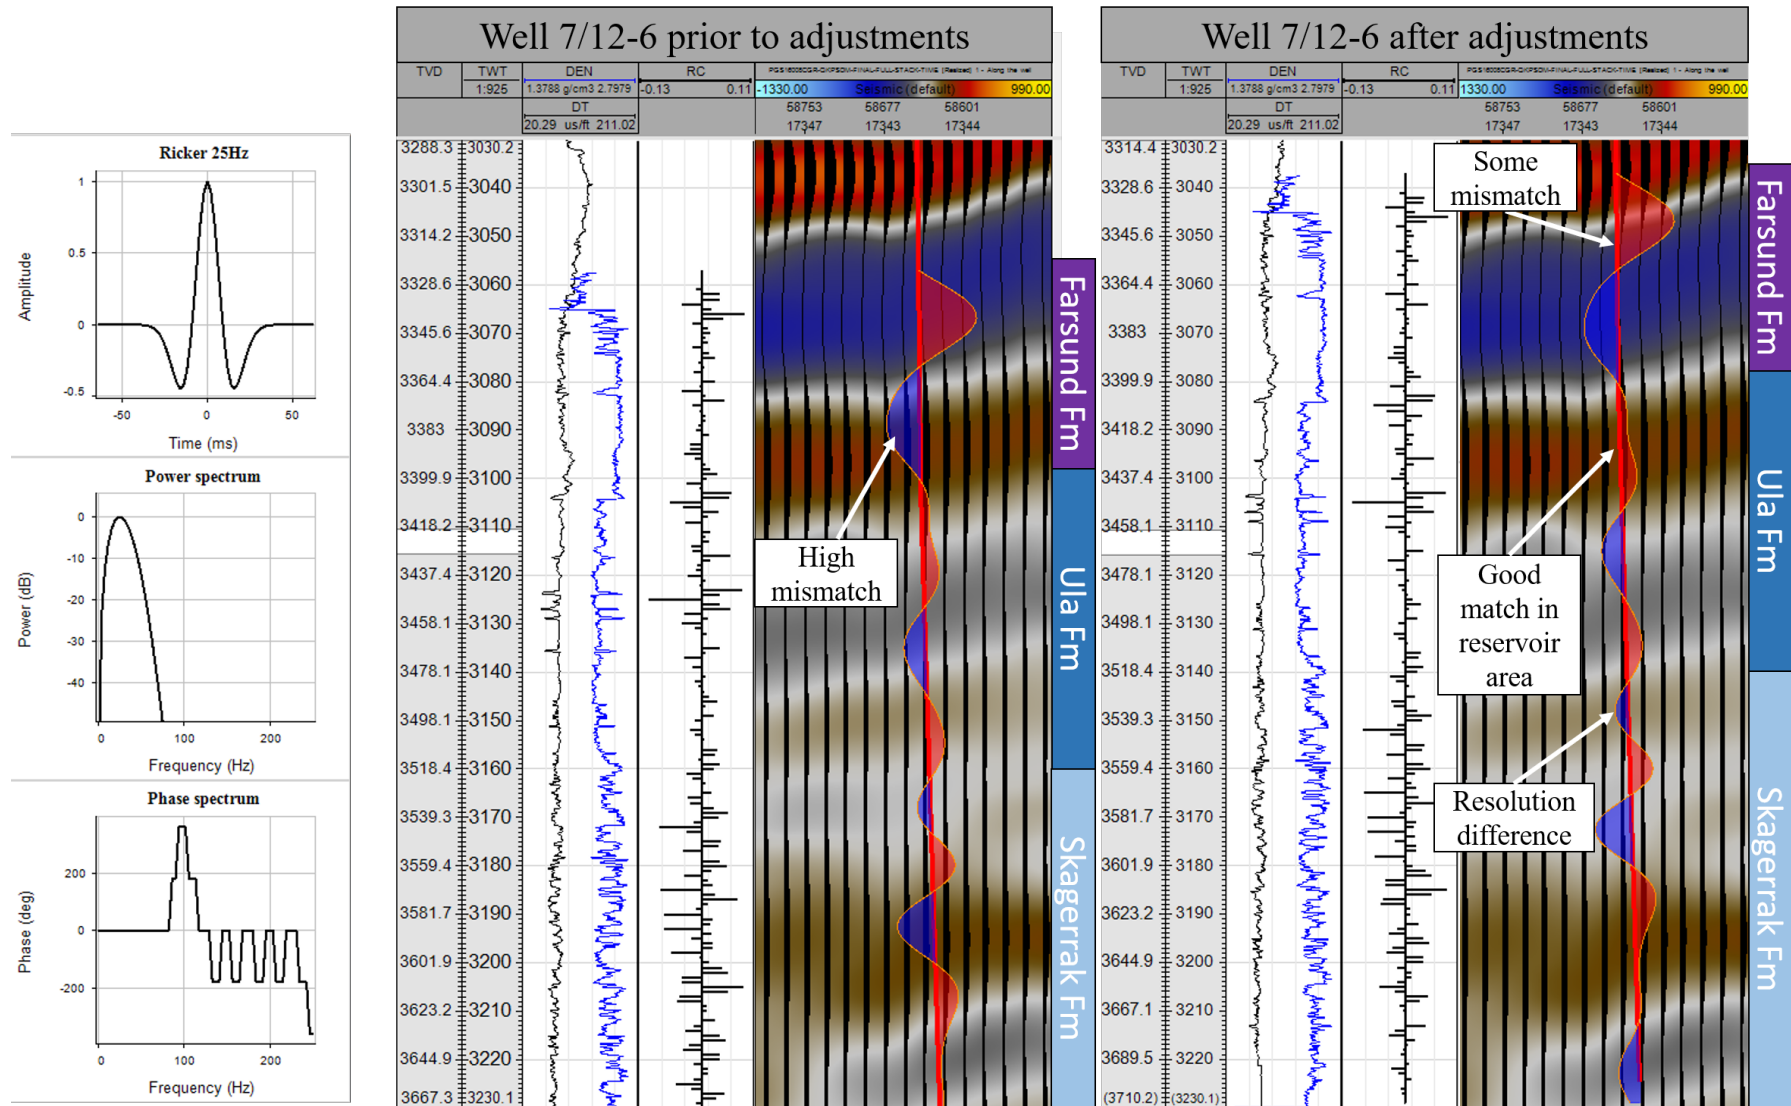 Ricker 25Hz
Amplitude
1
0.5
0
-0.5
-50
0
50
Time (ms)
Power spectrum
Power (dB)
0
-10
-20
-30
-40
0
100
200
Frequency (Hz)
Phase spectrum
Phase (deg)
200
0
-200
0
100
200
Frequency (Hz)
Well 7/12-6 prior to adjustments
TVD
TWT
1:925
DEN
1.3788 g/cm3 2.7979
DT
20.29 us/ft 211.02
RC
-0.13 0.11
-1330.00 Seismic (default) 990.00
58753 58677 58601
17347 17343 17344
3288.3 3030.2
3301.5 3040
3314.2 3050
3328.6 3060
3345.6 3070
3364.4 3080
3383 3090
3399.9 3100
3418.2 3110
3437.4 3120
3458.1 3130
3478.1 3140
3498.1 3150
3518.4 3160
3539.3 3170
3559.4 3180
3581.7 3190
3601.9 3200
3623.2 3210
3644.9 3220
3667.3 3230.1
High
mismatch
Farsund Fm
Ula Fm
Skagerrak Fm
Well 7/12-6 after adjustments
TVD
TWT
1:925
DEN
1.3788 g/cm3 2.7979
DT
20.29 us/ft 211.02
RC
-0.13 0.11
1330.00 Seismic (default) 990.00
58753 58677 58601
17347 17343 17344
3314.4 3030.2
3328.6 3040
3345.6 3050
3364.4 3060
3383 3070
3399.9 3080
3418.2 3090
3437.4 3100
3458.1 3110
3478.1 3120
3498.1 3130
3518.4 3140
3539.3 3150
3559.4 3160
3581.7 3170
3601.9 3180
3623.2 3190
3644.9 3200
3667.1 3210
3689.5 3220
(3710.2) (3230.1)
Some
mismatch
Good
match in
reservoir
area
Resolution
difference
Farsund Fm
Ula Fm
Skagerrak Fm